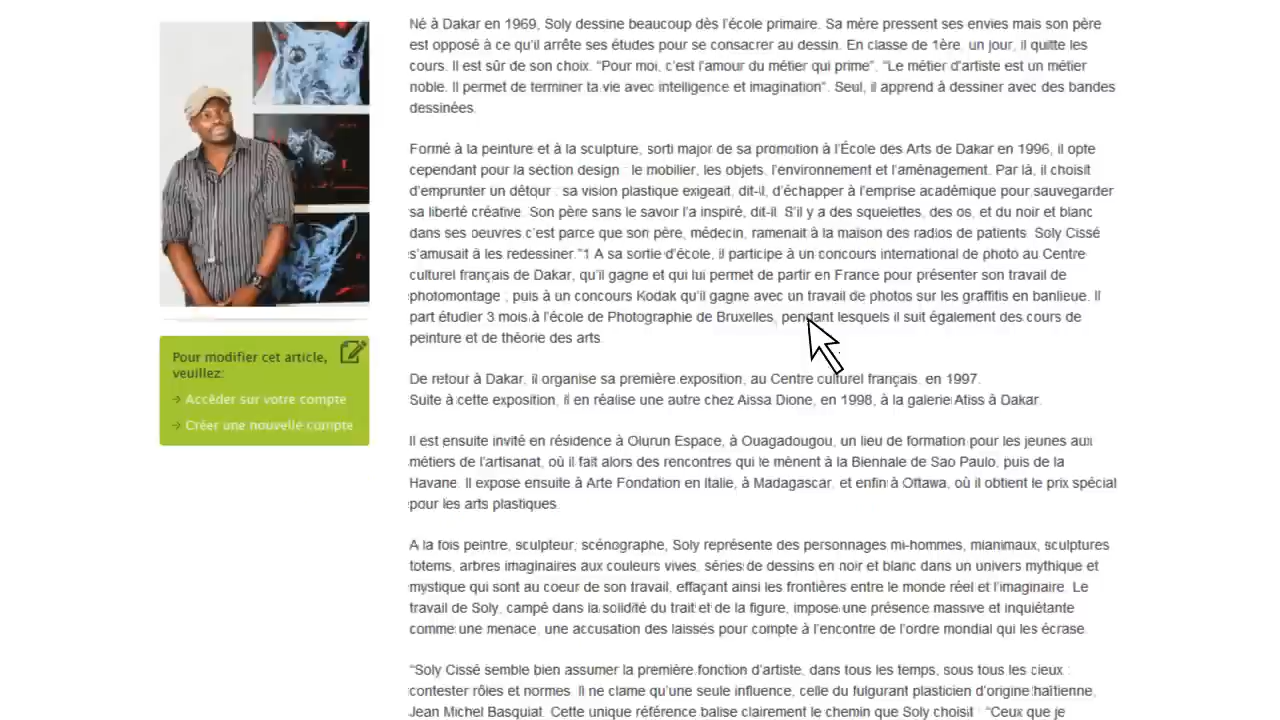 Né à Dakar en 1969, Soly dessine beaucoup dès l'école primaire. Sa mère pressent ses envies mais son père
est opposé à ce qu'il arrête ses études pour se consacrer au dessin. En classe de 1ère, un jour, il quitte les
cours. Il est sûr de son choix. "Pour moi, c'est l'amour du métier qui prime". "Le métier d'artiste est un métier
noble. Il permet de terminer ta vie avec intelligence et imagination". Seul, il apprend à dessiner avec des bandes
dessinées.
Formé à la peinture et à la sculpture, sorti major de sa promotion à l'École des Arts de Dakar en 1996, il opte
cependant pour la section design : le mobilier, les objets, l'environnement et l'aménagement. Par là, il choisit
d'emprunter un détour : sa vision plastique exigeait, dit-il, d'échapper à l'emprise académique pour sauvegarder
sa liberté créative. Son père sans le savoir l'a inspiré, dit-il. S'il y a des squelettes, des os, et du noir et blanc
dans ses oeuvres c'est parce que son père, médecin, ramenait à la maison des radios de patients. Soly Cissé
s'amusait à les redessiner."1 A sa sortie d'école, il participe à un concours international de photo au Centre
culturel français de Dakar, qu'il gagne et qui lui permet de partir en France pour présenter son travail de
photomontage ; puis à un concours Kodak qu'il gagne avec un travail de photos sur les graffitis en banlieue. Il
part étudier 3 mois à l'école de Photographie de Bruxelles, pendant lesquels il suit également des cours de
peinture et de théorie des arts.
De retour à Dakar, il organise sa première exposition, au Centre culturel français, en 1997.
Suite à cette exposition, il en réalise une autre chez Aissa Dione, en 1998, à la galerie Atiss à Dakar.
Il est ensuite invité en résidence à Olurun Espace, à Ouagadougou, un lieu de formation pour les jeunes aux
métiers de l'artisanat, où il fait alors des rencontres qui le mènent à la Biennale de Sao Paulo, puis de la
Havane. Il expose ensuite à Arte Fondation en Italie, à Madagascar, et enfin à Ottawa, où il obtient le prix spécial
pour les arts plastiques.
A la fois peintre, sculpteur, scénographe, Soly représente des personnages mi-hommes, mianimaux, sculptures
totems, arbres imaginaires aux couleurs vives, séries de dessins en noir et blanc dans un univers mythique et
mystique qui sont au coeur de son travail, effaçant ainsi les frontières entre le monde réel et l'imaginaire. Le
travail de Soly, campé dans la solidité du trait et de la figure, impose une présence massive et inquiétante
comme une menace, une accusation des laissés pour compte à l'encontre de l'ordre mondial qui les écrase.
"Soly Cissé semble bien assumer la première fonction d'artiste, dans tous les temps, sous tous les cieux :
contester rôles et normes. Il ne clame qu'une seule influence, celle du fulgurant plasticien d'origine haïtienne,
Jean Michel Basquiat. Cette unique référence balise clairement le chemin que Soly choisit : "Ceux que je
Pour modifier cet article,
veuillez:
Accéder sur votre compte
Créer une nouvelle compte